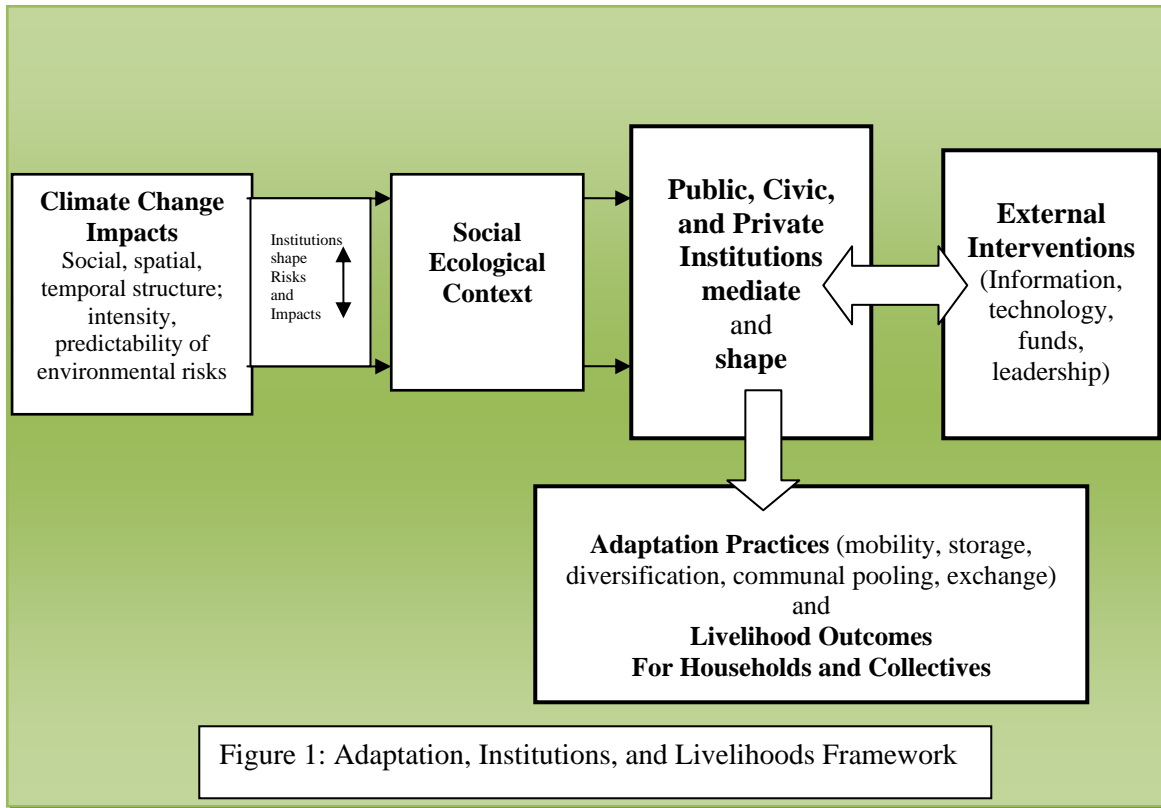 Climate Change
Impacts
Social, spatial,
temporal structure;
intensity,
predictability of
environmental risks
Institutions
shape
Risks
and
Impacts
Social
Ecological
Context
Public, Civic,
and Private
Institutions
mediate
and
shape
External
Interventions
(Information,
technology,
funds,
leadership)
Adaptation Practices (mobility, storage,
diversification, communal pooling, exchange)
and
Livelihood Outcomes
For Households and Collectives
Figure 1: Adaptation, Institutions, and Livelihoods Framework